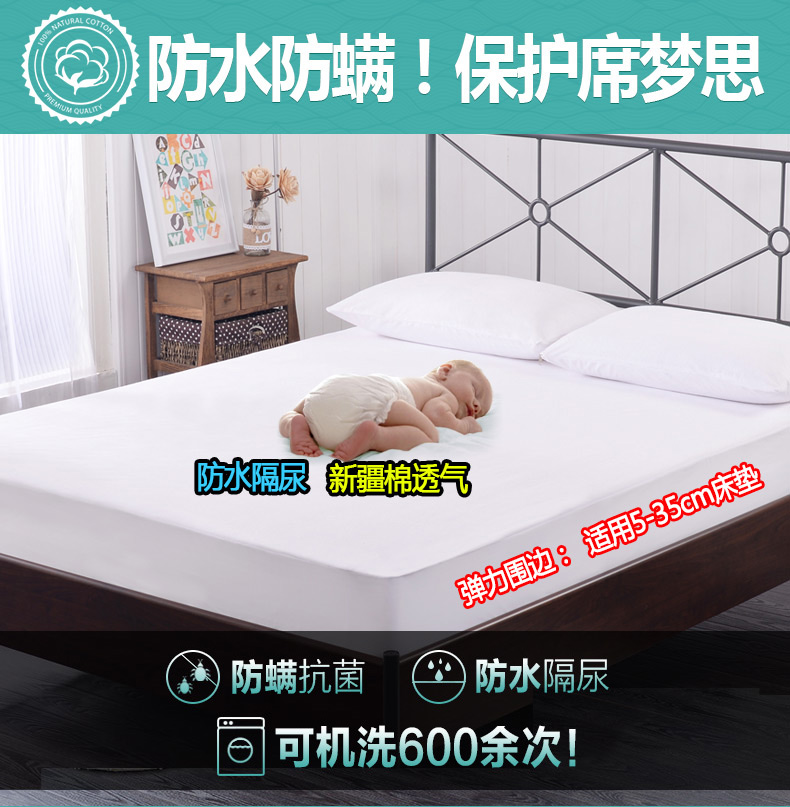 100% NATURAL COTTON
PREMIUM QUALITY
防水防螨！保护席梦思
防水隔尿 新疆棉透气
弹力围边： 适用5-35cm床垫
防螨抗菌 防水隔尿
可机洗600余次！